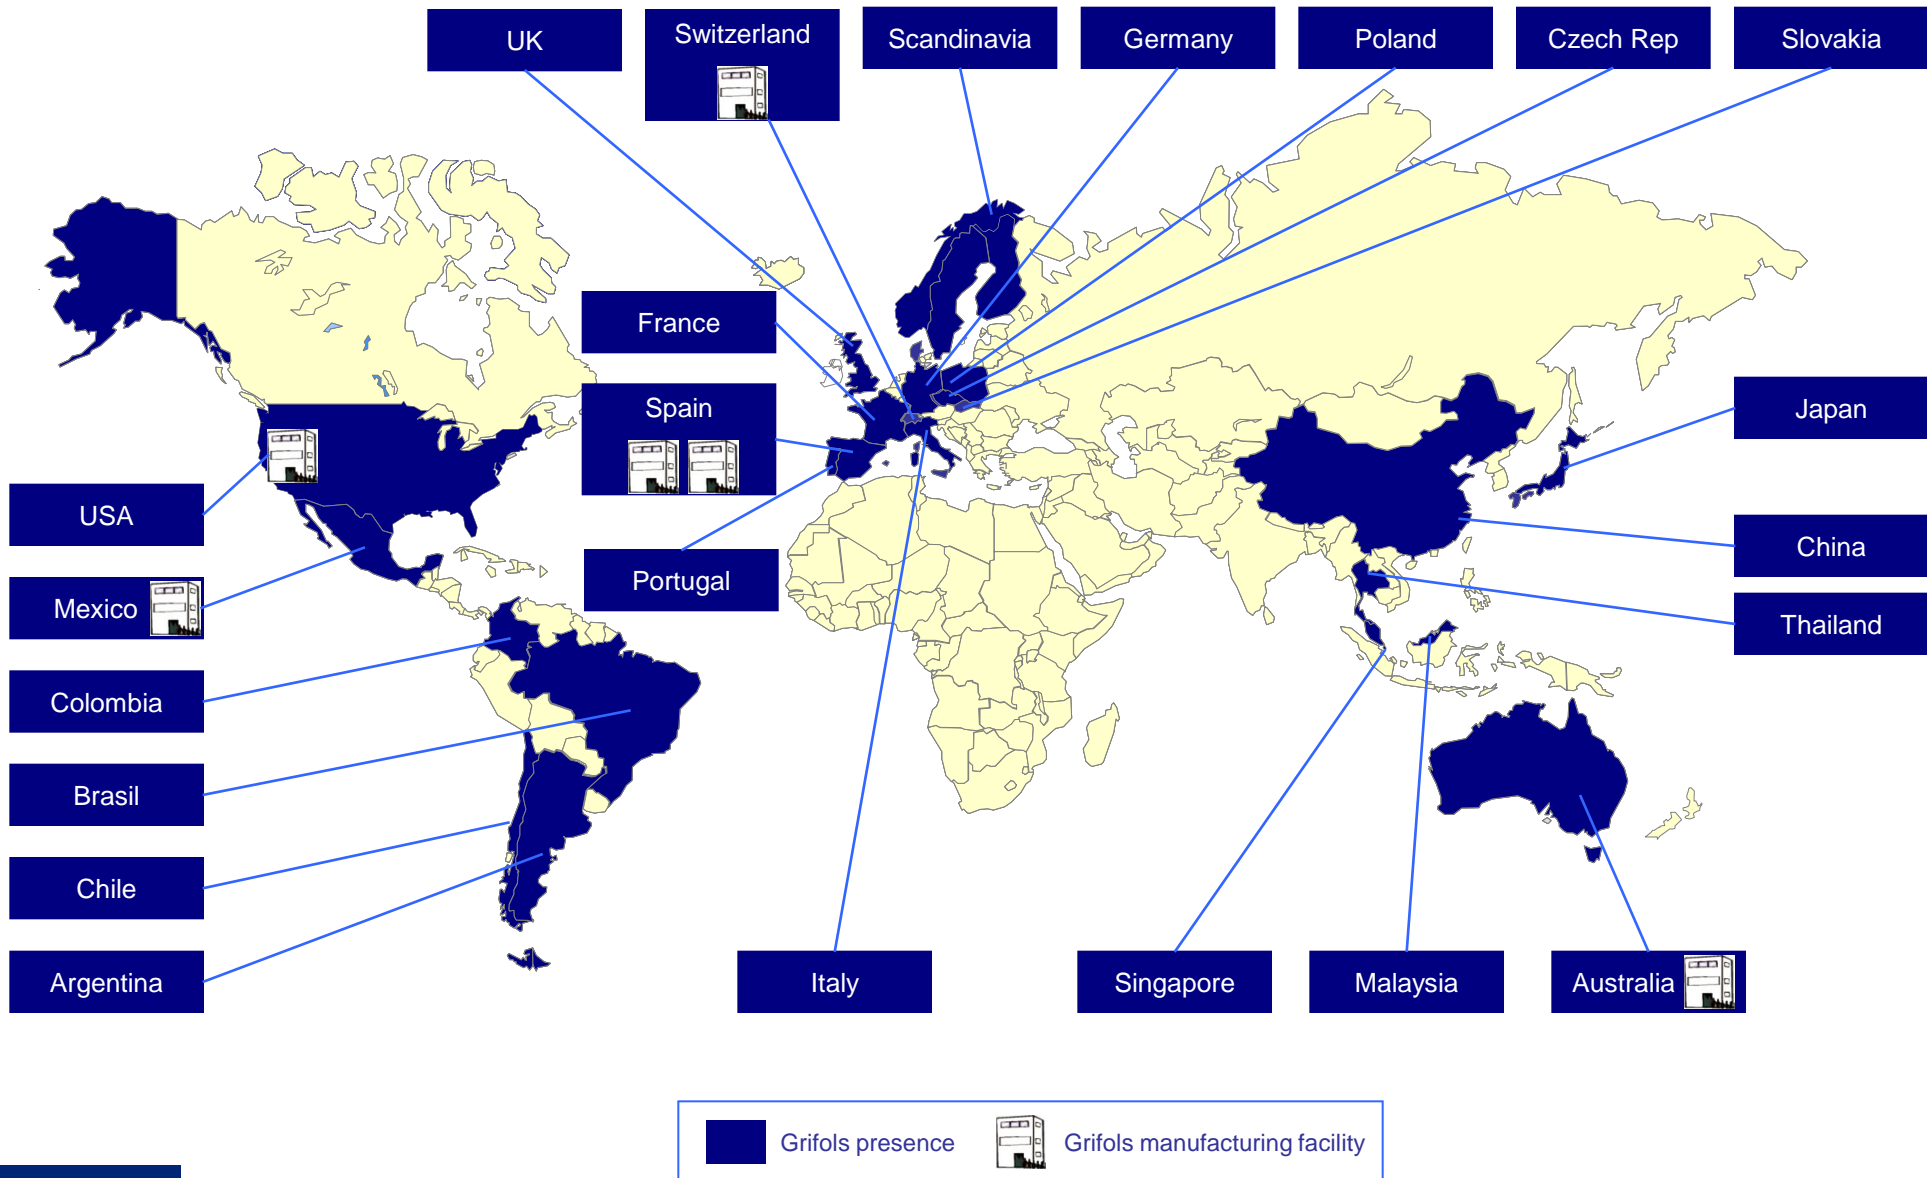 UK
Switzerland
Scandinavia
Germany
Poland
Czech Rep
Slovakia
France
Spain
Portugal
USA
Mexico
Colombia
Brasil
Chile
Argentina
Japan
China
Thailand
Italy
Singapore
Malaysia
Australia
Grifols presence
Grifols manufacturing facility